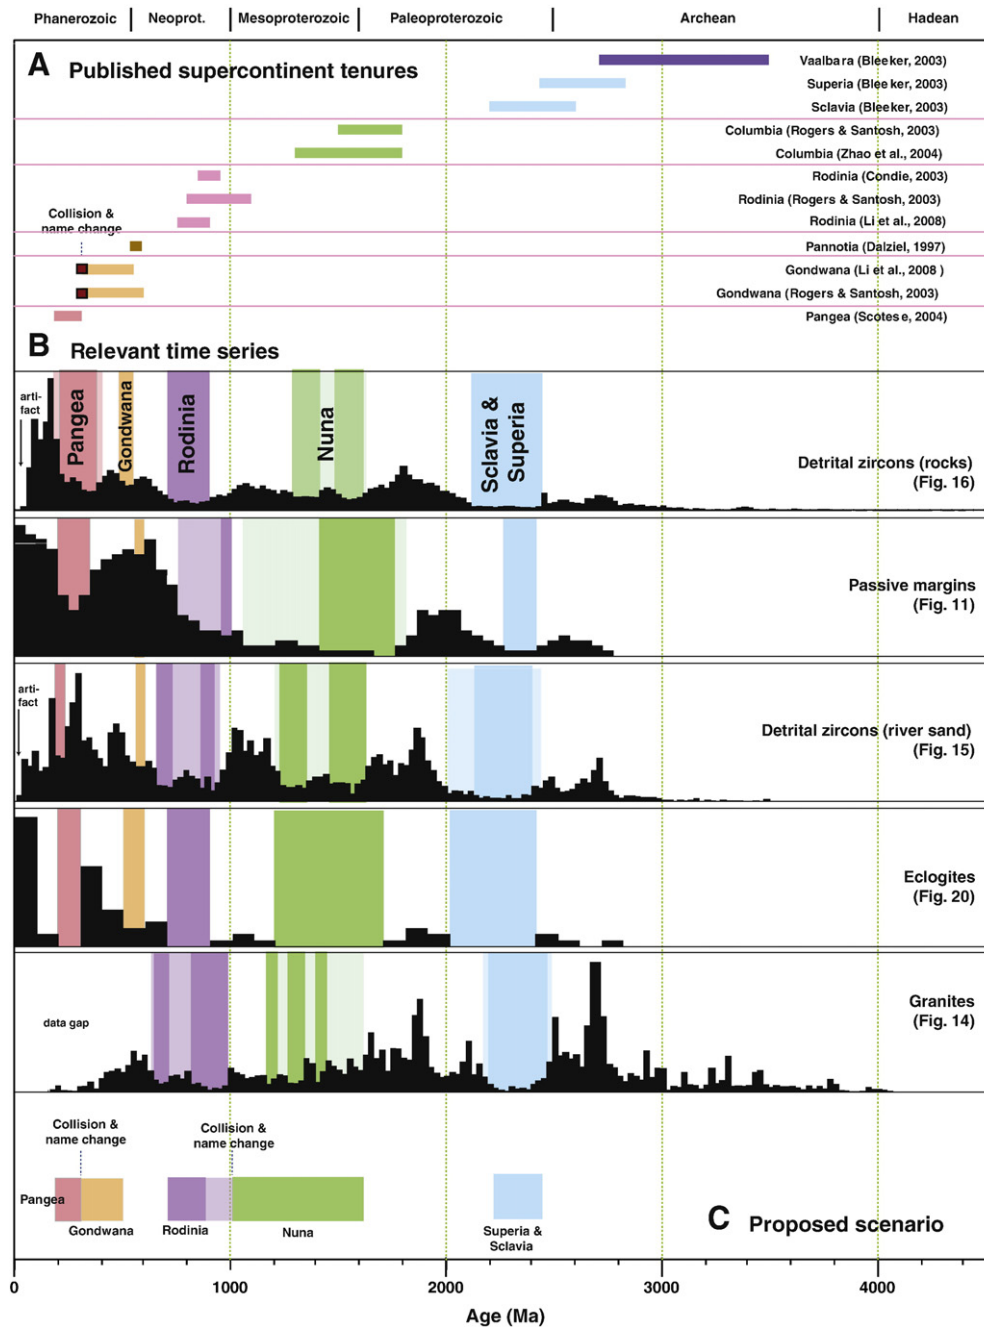 Phanerozoic Neoprot. Mesoproterozoic Paleoproterozoic Archean Hadean
A Published supercontinent tenures
Vaalbara (Bleeker, 2003)
Superia (Bleeker, 2003)
Sclavia (Bleeker, 2003)
Columbia (Rogers & Santosh, 2003)
Columbia (Zhao et al., 2004)
Rodinia (Condie, 2003)
Rodinia (Rogers & Santosh, 2003)
Collision &
name change
Rodinia (Li et al., 2008)
Pannotia (Dalziel, 1997)
Gondwana (Li et al., 2008 )
Gondwana (Rogers & Santosh, 2003)
Pangea (Scotese, 2004)
B Relevant time series
arti-
fact
Pangea
Gondwana
Rodinia
Nuna
Sclavia &
Superia
Detrital zircons (rocks)
(Fig. 16)
Passive margins
(Fig. 11)
arti-
fact
Detrital zircons (river sand)
(Fig. 15)
Eclogites
(Fig. 20)
Granites
(Fig. 14)
data gap
Collision &
name change
Collision &
name change
Pangea
Gondwana
Rodinia
Nuna
Superia &
Sclavia
C Proposed scenario
0 1000 2000 3000 4000
Age (Ma)